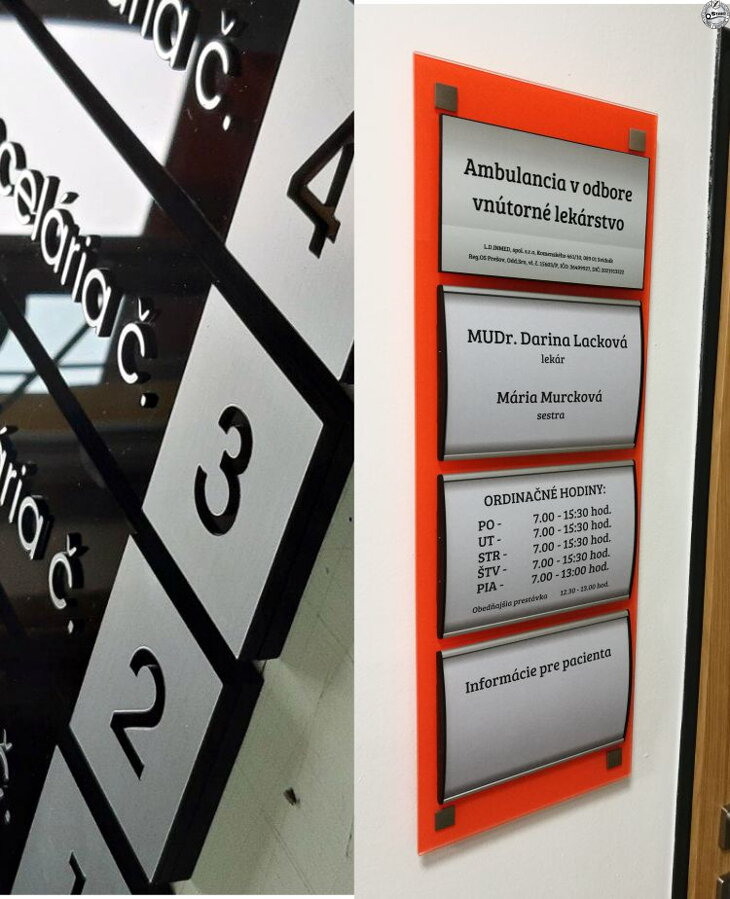 ária č.
4
celária č.
3
ária č.
2
1
Ambulancia v odbore
vnútorné lekárstvo
MUDr. Darina Lacková
lekár
Mária Murcková
sestra
ORDINAČNÉ HODINY:
PO - 7.00 - 15:30 hod.
UT - 7.00 - 15:30 hod.
STR - 7.00 - 15:30 hod.
ŠTV - 7.00 - 15:30 hod.
PIA - 7.00 - 13:00 hod.
Obedňajšia prestávka 12.30 - 13.00 hod.
Informácie pre pacienta